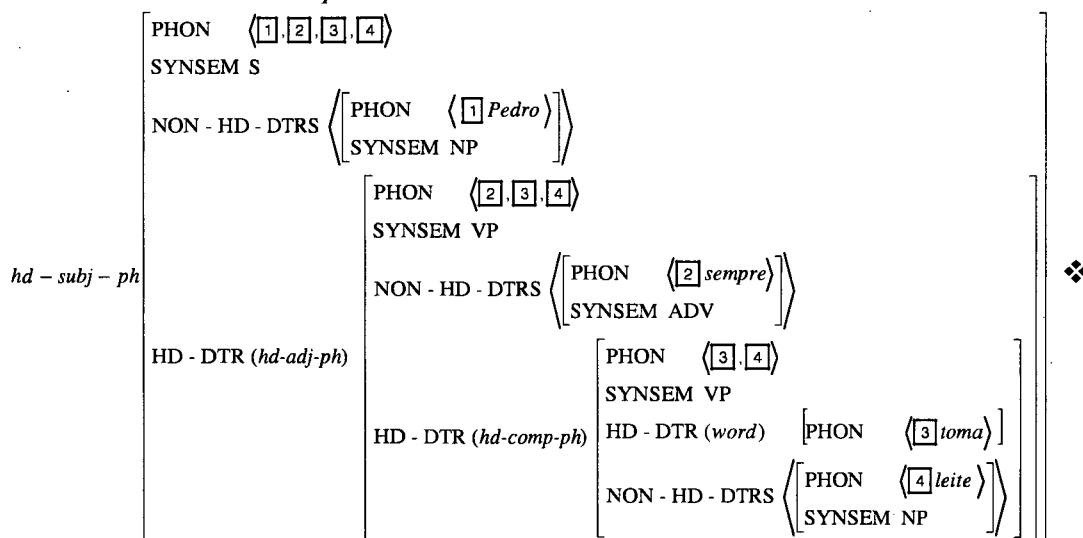 PHON ⟨[1],[2],[3],[4]⟩
SYNSEM S
NON - HD - DTRS ⟨[PHON ⟨[1] Pedro⟩
SYNSEM NP]⟩
PHON ⟨[2],[3],[4]⟩
SYNSEM VP
NON - HD - DTRS ⟨[PHON ⟨[2] sempre⟩
SYNSEM ADV]⟩
hd – subj – ph
❖
HD - DTR (hd-adj-ph)
PHON ⟨[3],[4]⟩
SYNSEM VP
HD - DTR (hd-comp-ph)
HD - DTR (word) [PHON ⟨[3] toma⟩]
NON - HD - DTRS ⟨[PHON ⟨[4] leite⟩
SYNSEM NP]⟩